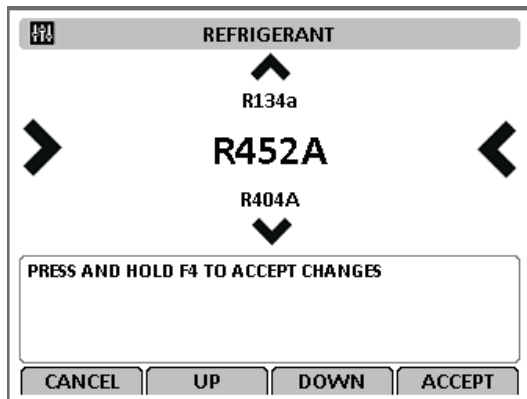 REFRIGERANT
R134a
R452A
R404A
PRESS AND HOLD F4 TO ACCEPT CHANGES
CANCEL UP DOWN ACCEPT